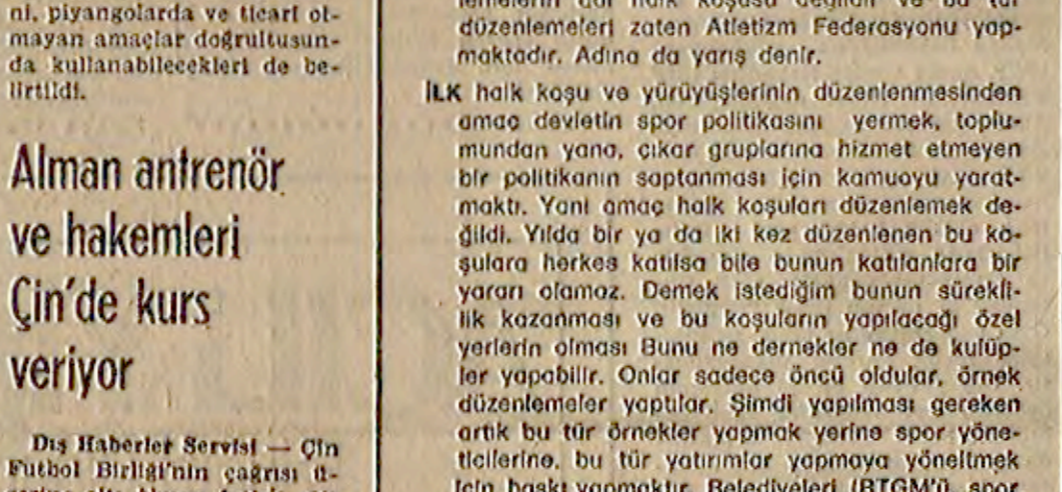 ni, piyangolarda ve ticari ol-
mayan amaçlar doğrultusun-
da kullanabilecekleri de be-
lirtildi.
Alman antrenör
ve hakemleri
Çin'de kurs
veriyor
Dış Haberler Servisi — Çin
Futbol Birliği'nin çağrısı ü-
düzenlemeleri zaten Atletizm Federasyonu yap-
maktadır. Adına da yarış denir.
İLK halk koşu ve yürüyüşlerinin düzenlenmesinden
amaç devletin spor politikasını yermek, toplu-
mundan yana, çıkar gruplarına hizmet etmeyen
bir politikanın saptanması için kamuoyu yarat-
maktı. Yani amaç halk koşuları düzenlemek de-
ğildi. Yılda bir ya da iki kez düzenlenen bu ko-
şulara herkes katılsa bile bunun katılanlara bir
yararı olamaz. Demek istediğim bunun sürekli-
lik kazanması ve bu koşuların yapılacağı özel
yerlerin olması Bunu ne dernekler ne de kulüp-
ler yapabilir. Onlar sadece öncü oldular, örnek
düzenlemeler yaptılar. Şimdi yapılması gereken
artık bu tür örnekler yapmak yerine spor yöne-
ticilerine, bu tür yatırımlar yapmaya yöneltmek
için baskı yapmaktır. Belediyeleri (BTGM'ü, spor